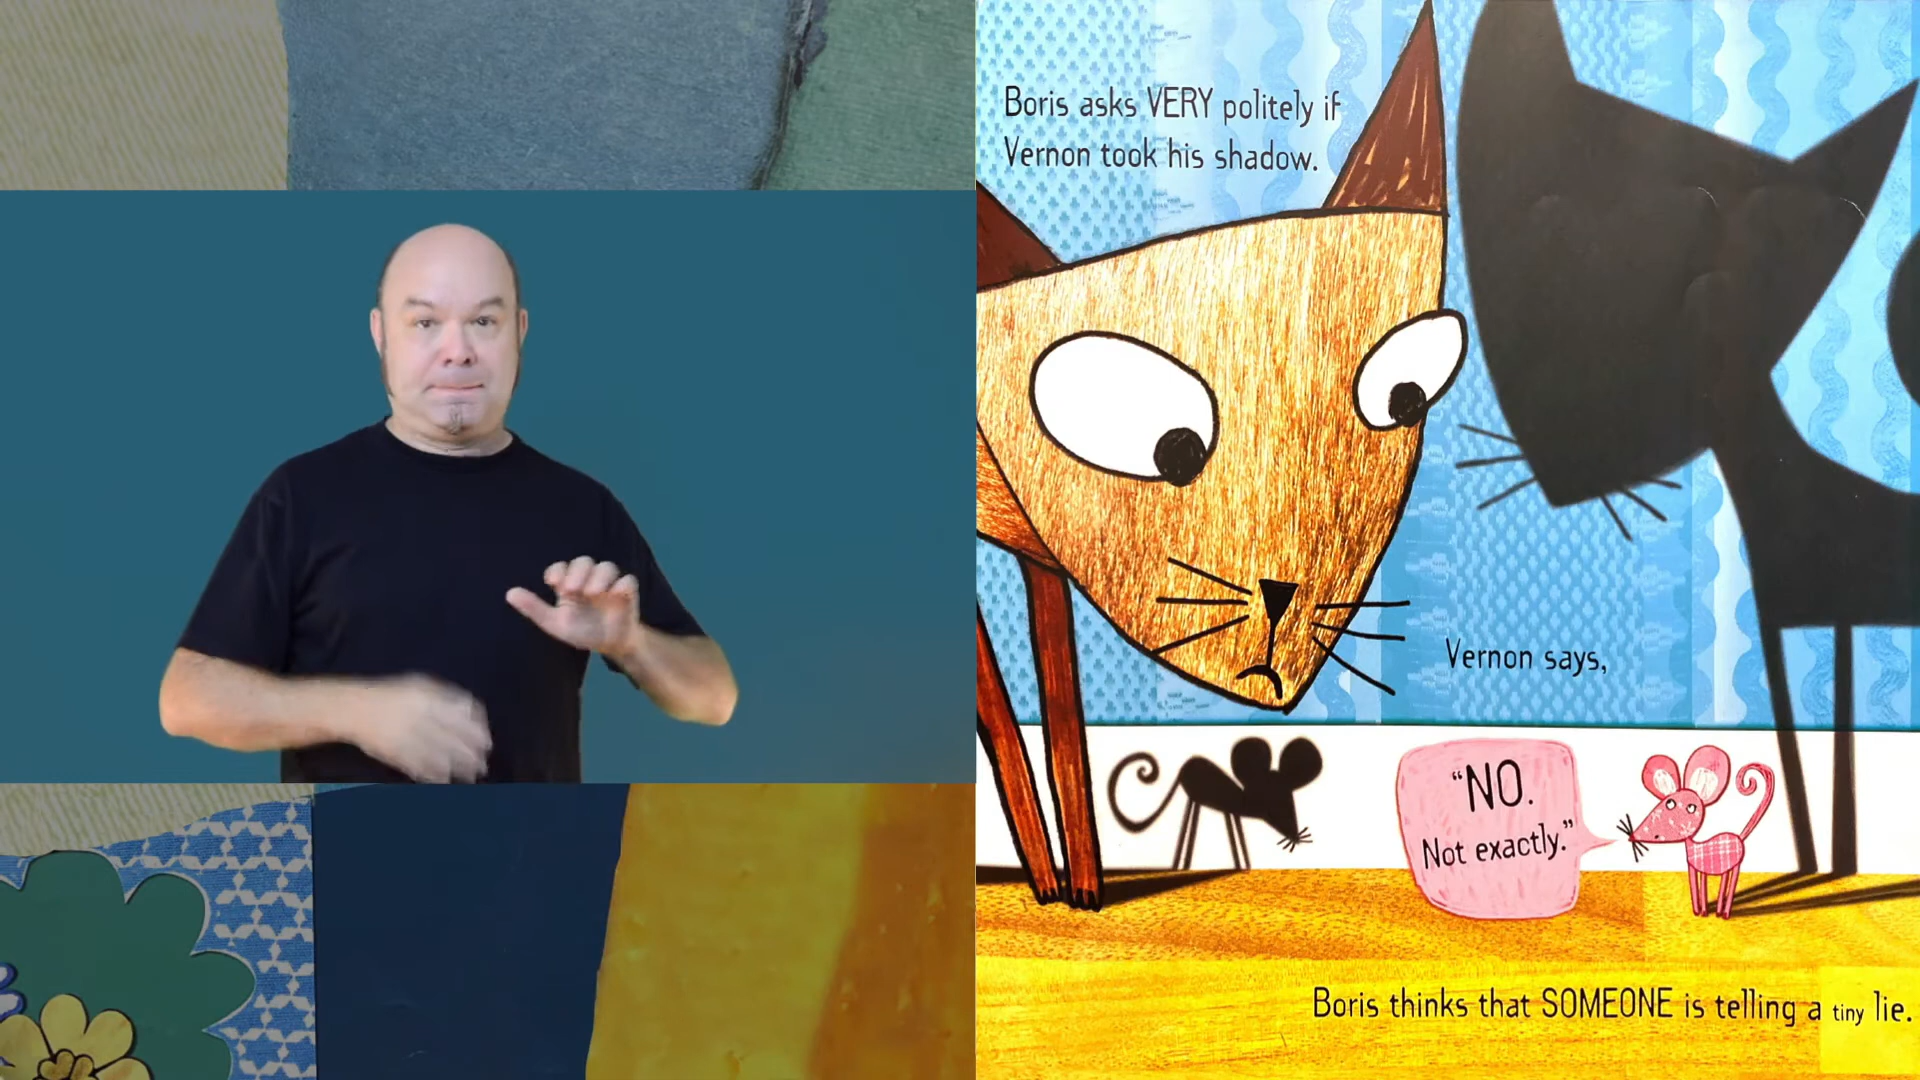 Boris asks VERY politely if
Vernon took his shadow.
Vernon says,
“NO.
Not exactly.”
Boris thinks that SOMEONE is telling a tiny lie.